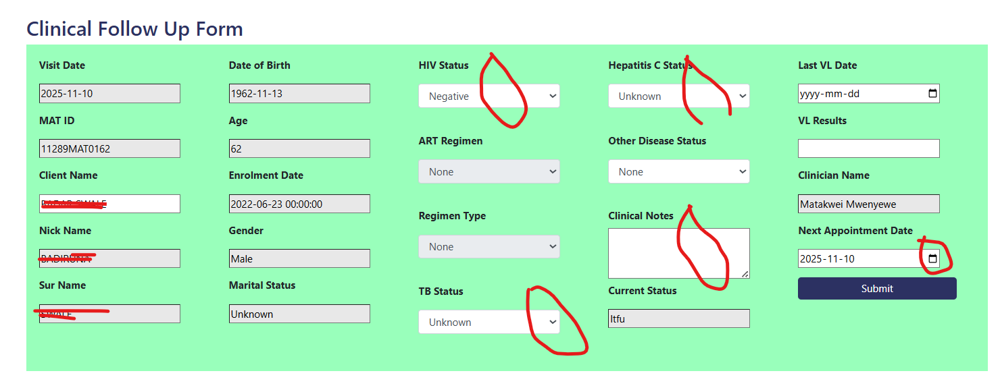 Clinical Follow Up Form
Visit Date
2025-11-10
MAT ID
11289MAT0162
Client Name
Nick Name
Sur Name
Date of Birth
1962-11-13
Age
62
Enrolment Date
2022-06-23 00:00:00
Gender
Male
Marital Status
Unknown
HIV Status
Negative
ART Regimen
None
Regimen Type
None
TB Status
Unknown
Hepatitis C Status
Unknown
Other Disease Status
None
Clinical Notes
Current Status
ltfu
Last VL Date
yyyy-mm-dd
VL Results
Clinician Name
Matakwei Mwenyewe
Next Appointment Date
2025-11-10
Submit